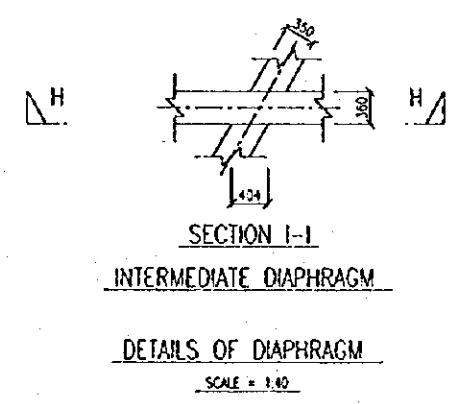 350
H
H
360
404
SECTION I-I
INTERMEDIATE DIAPHRAGM
DETAILS OF DIAPHRAGM
SCALE = 1:40